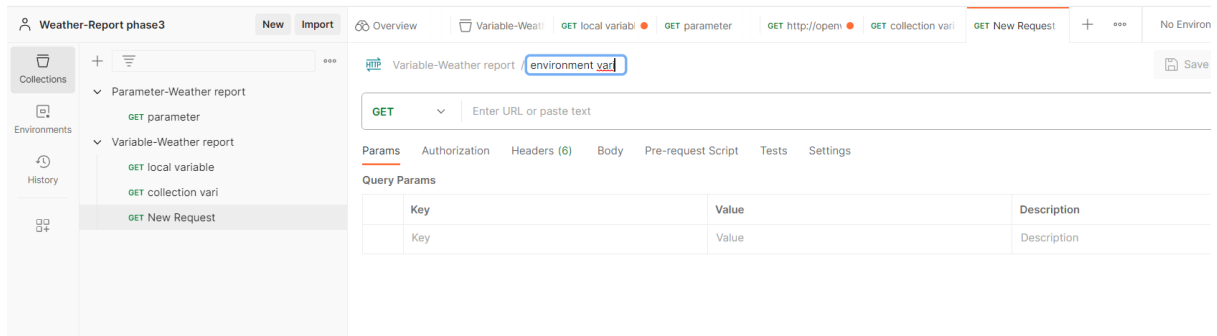 Weather-Report phase3 New Import
Overview Variable-Weath GET local variabl GET parameter GET http://openw GET collection vari GET New Request No Environ
Collections
Environments
History
Parameter-Weather report
GET parameter
Variable-Weather report
GET local variable
GET collection vari
GET New Request
HTTP Variable-Weather report / environment vari Save
GET Enter URL or paste text
Params Authorization Headers (6) Body Pre-request Script Tests Settings
Query Params
Key Value Description
Key Value Description